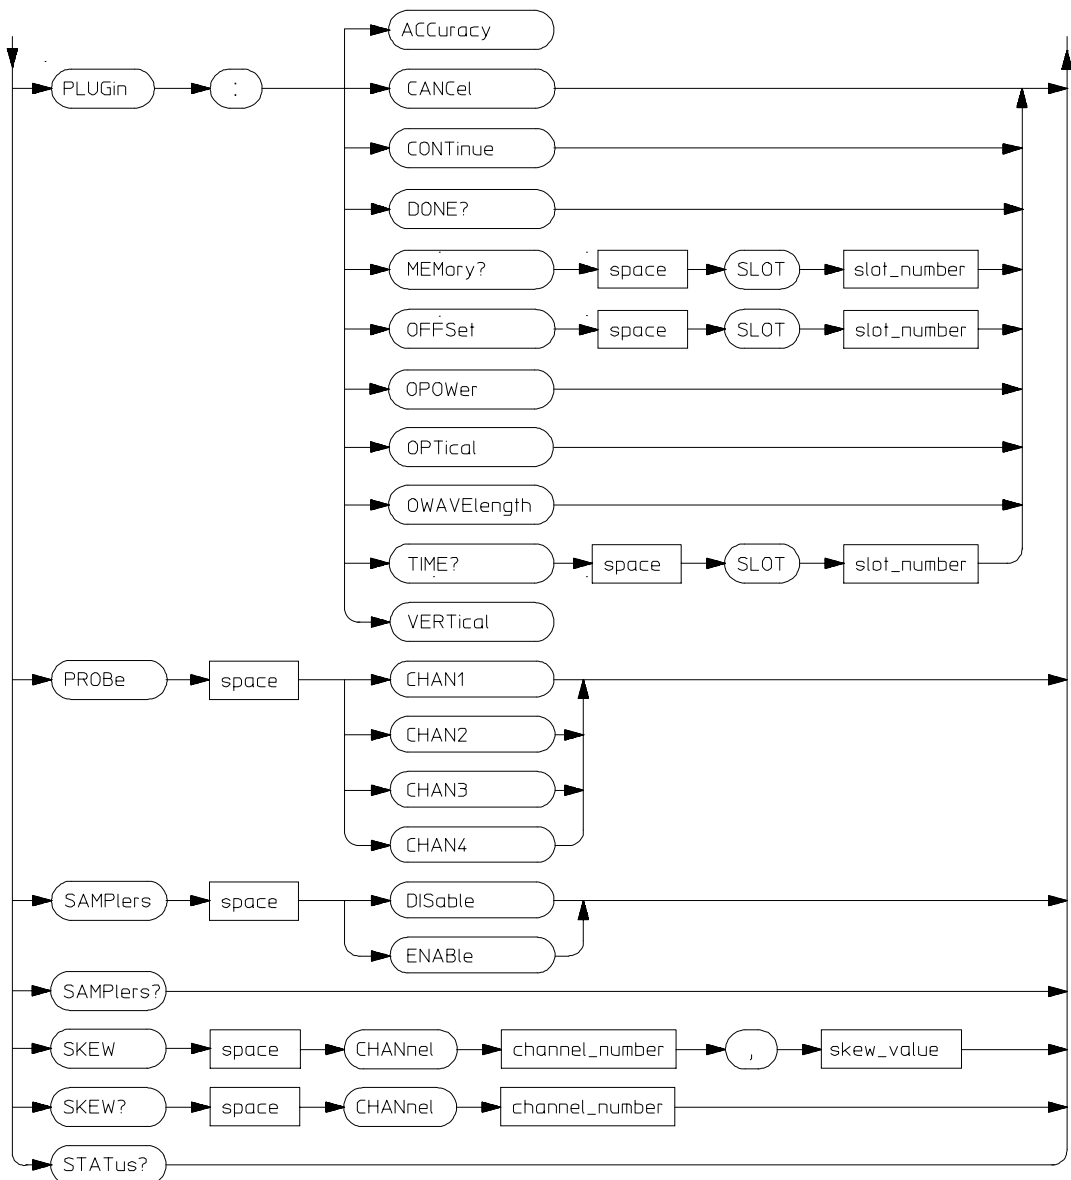 ACCuracy
PLUGin : CANCel
CONTinue
DONE?
MEMory? space SLOT slot_number
OFFSet space SLOT slot_number
OPOWer
OPTical
OWAVElength
TIME? space SLOT slot_number
VERTical
PROBe space CHAN1
CHAN2
CHAN3
CHAN4
SAMPlers space DISable
ENABle
SAMPlers?
SKEW space CHANnel channel_number , skew_value
SKEW? space CHANnel channel_number
STATus?